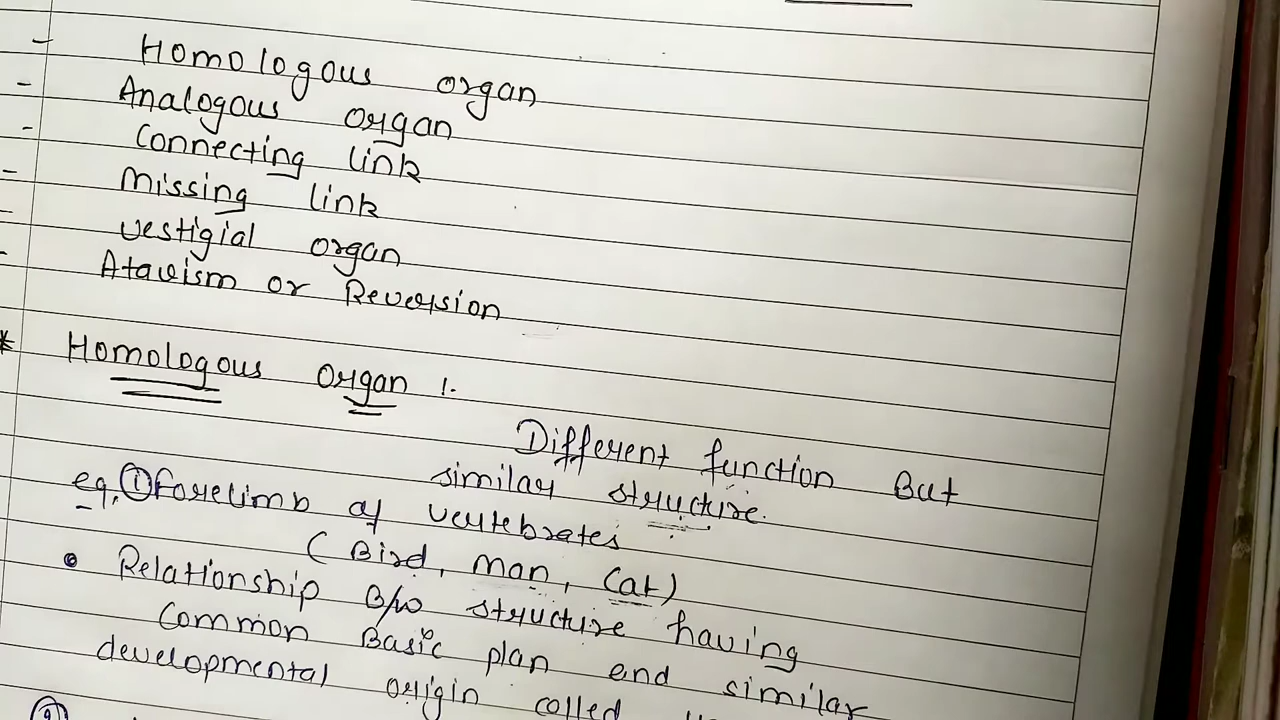 - Homologous organ
- Analogous organ
- Connecting link
- Missing link
- vestigial organ
- Atavism or Reversion
* Homologous organ :-
Different function But
similar structure.
eg. ① forelimb of vertebrates
(Bird, man, Cat)
• Relationship B/w structure having
Common Basic plan and similar
developmental origin called